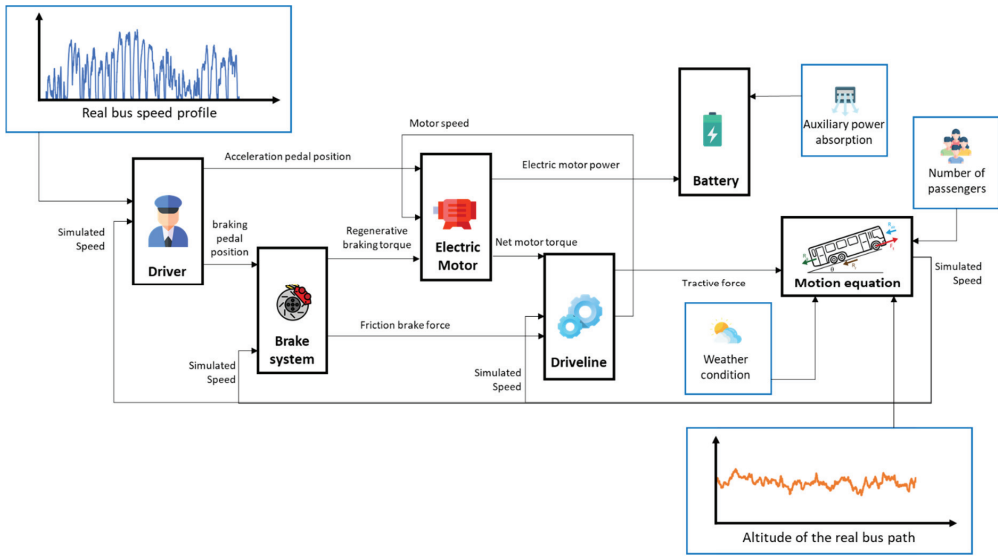 Real bus speed profile
Motor speed
Auxiliary power
absorption
Number of
passengers
Acceleration pedal position
Electric motor power
Battery
Simulated
Speed
braking
pedal
position
Driver
Regenerative
braking torque
Electric
Motor
Net motor torque
Motion equation
θ
Simulated
Speed
Tractive force
Friction brake force
Brake
system
Simulated
Speed
Simulated
Speed
Driveline
Weather
condition
Altitude of the real bus path